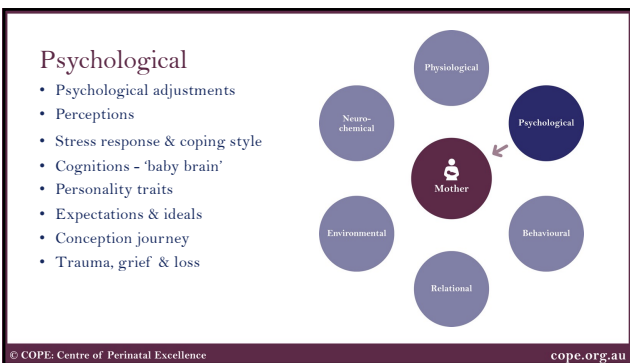 Psychological
• Psychological adjustments
• Perceptions
• Stress response & coping style
• Cognitions - ‘baby brain’
• Personality traits
• Expectations & ideals
• Conception journey
• Trauma, grief & loss
Physiological
Neuro-
chemical
Psychological
Mother
Environmental
Behavioural
Relational
© COPE: Centre of Perinatal Excellence
cope.org.au